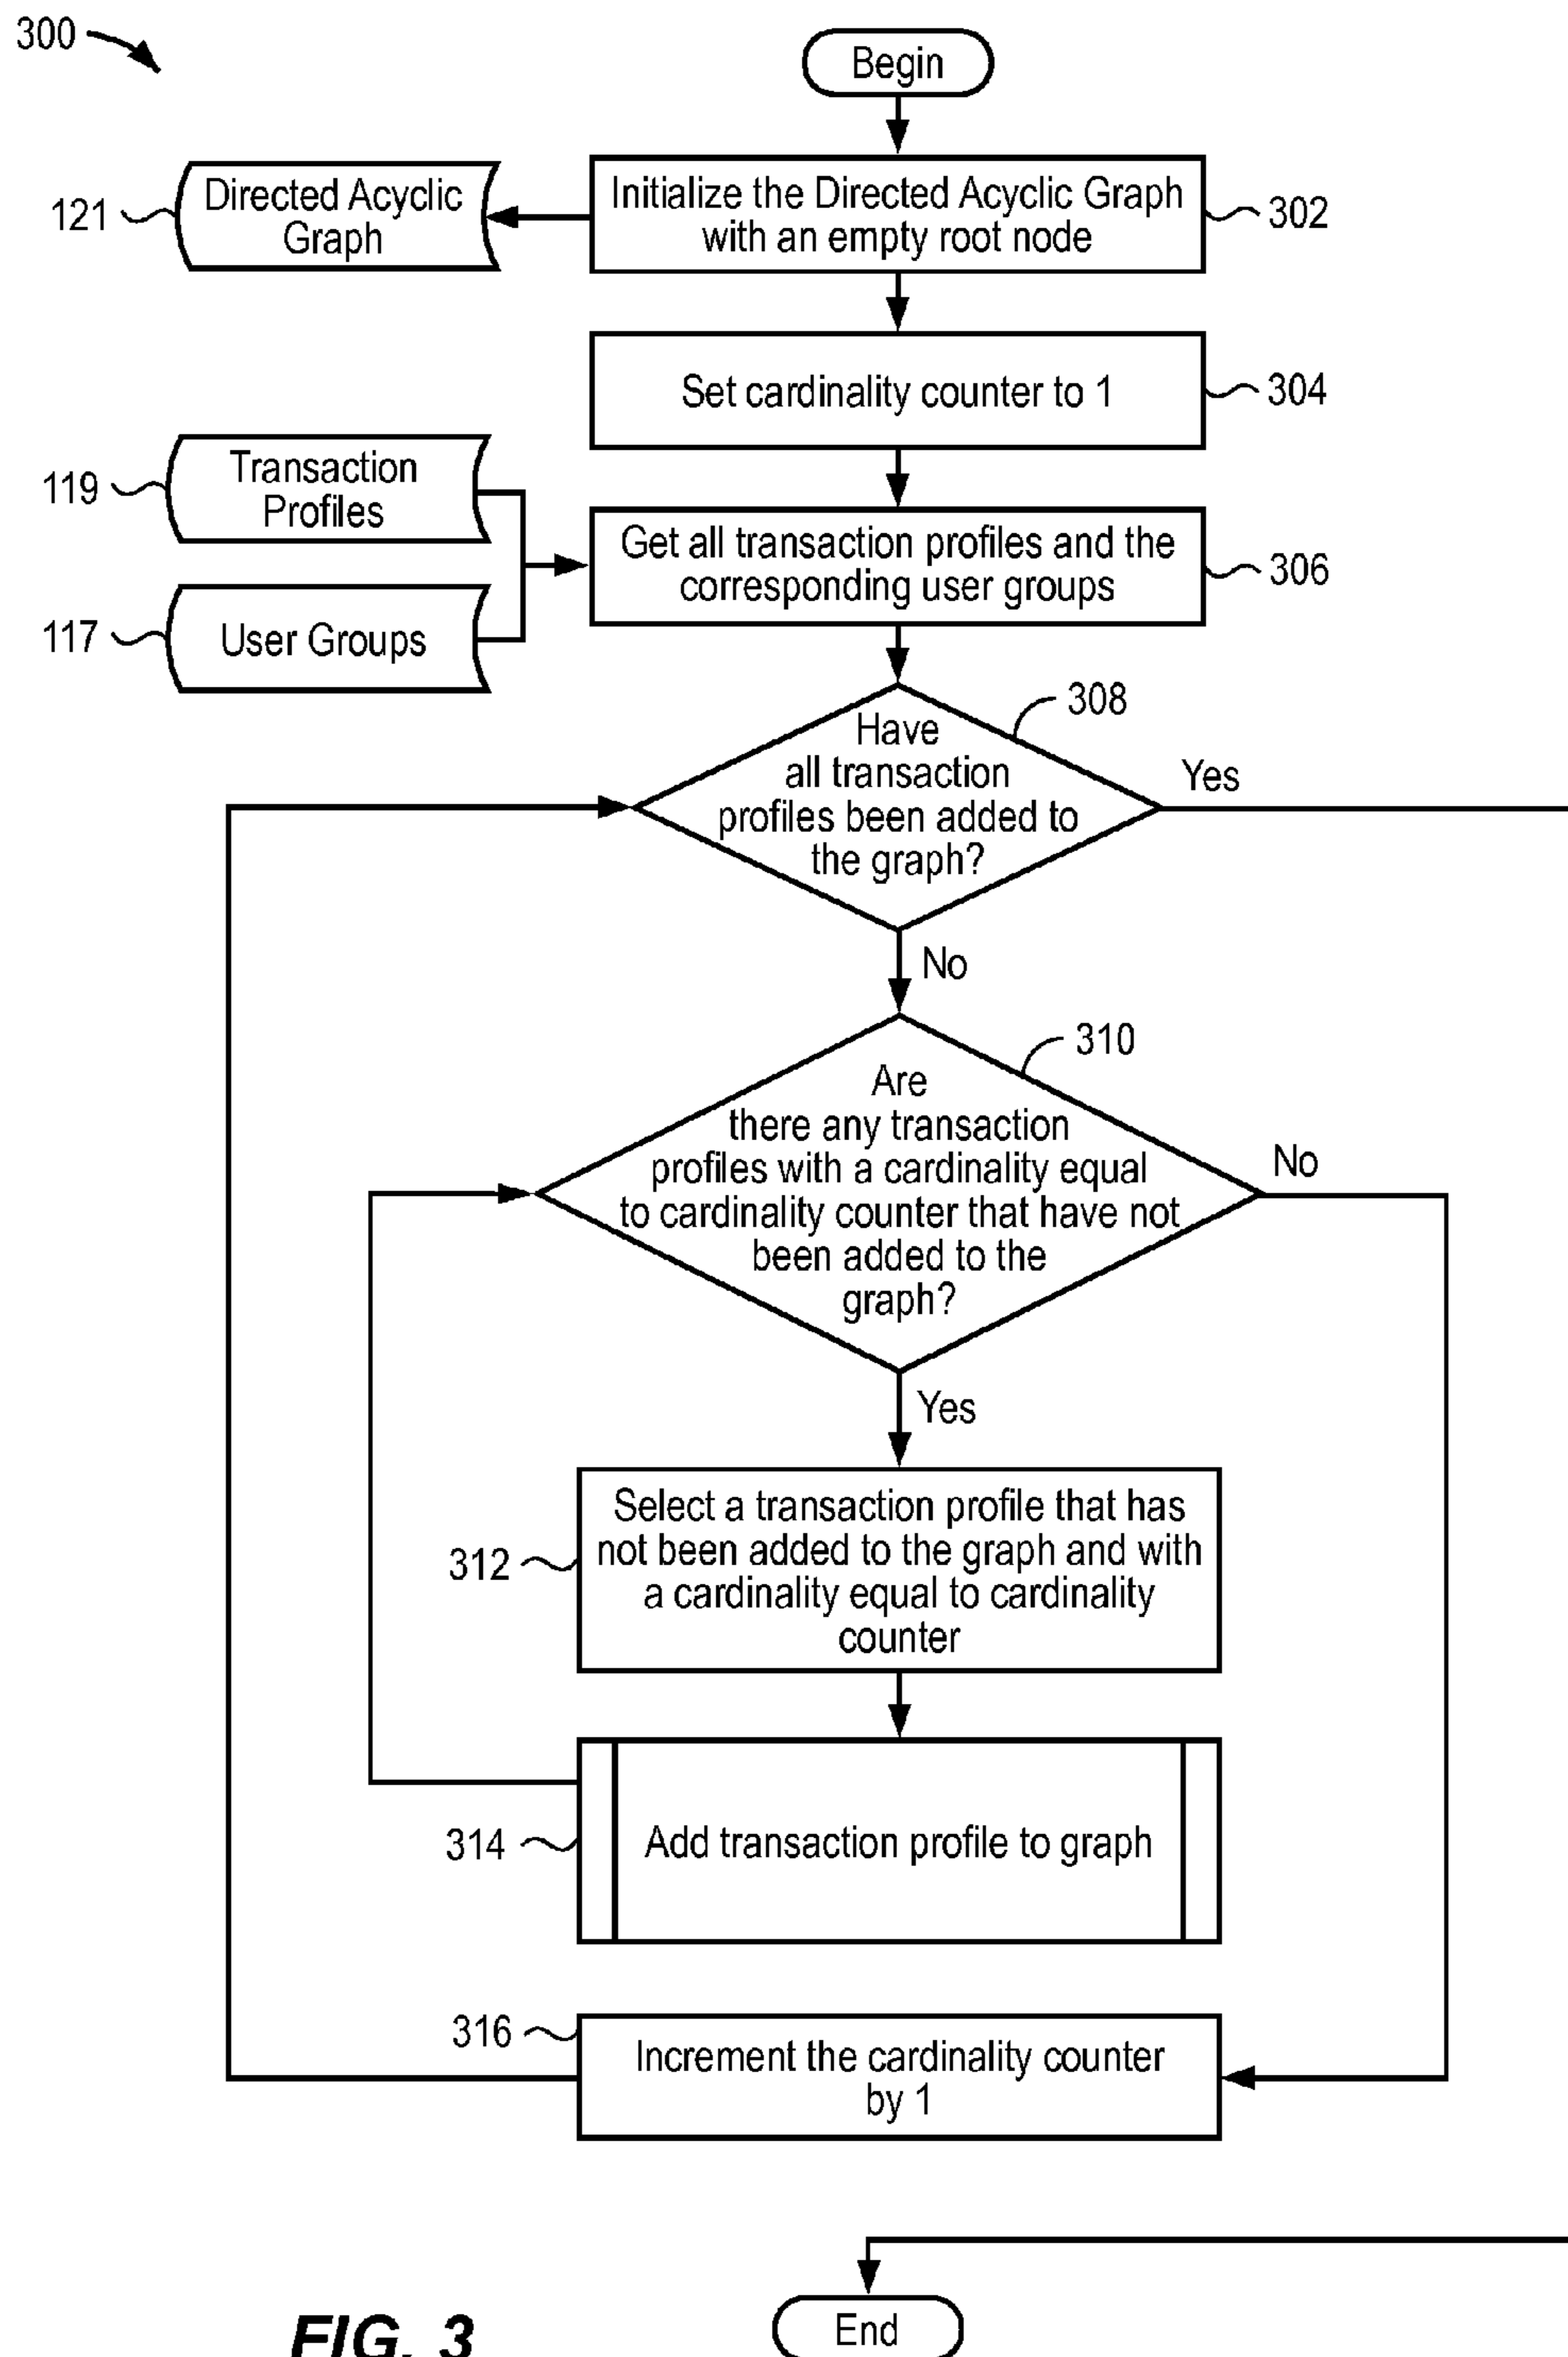 300
Begin
121
Directed Acyclic
Graph
Initialize the Directed Acyclic Graph
with an empty root node
302
Set cardinality counter to 1
304
119
Transaction
Profiles
Get all transaction profiles and the
corresponding user groups
306
117
User Groups
308
Have
all transaction
profiles been added to
the graph?
Yes
No
310
Are
there any transaction
profiles with a cardinality equal
to cardinality counter that have not
been added to the
graph?
No
Yes
312
Select a transaction profile that has
not been added to the graph and with
a cardinality equal to cardinality
counter
314
Add transaction profile to graph
316
Increment the cardinality counter
by 1
End
FIG. 3